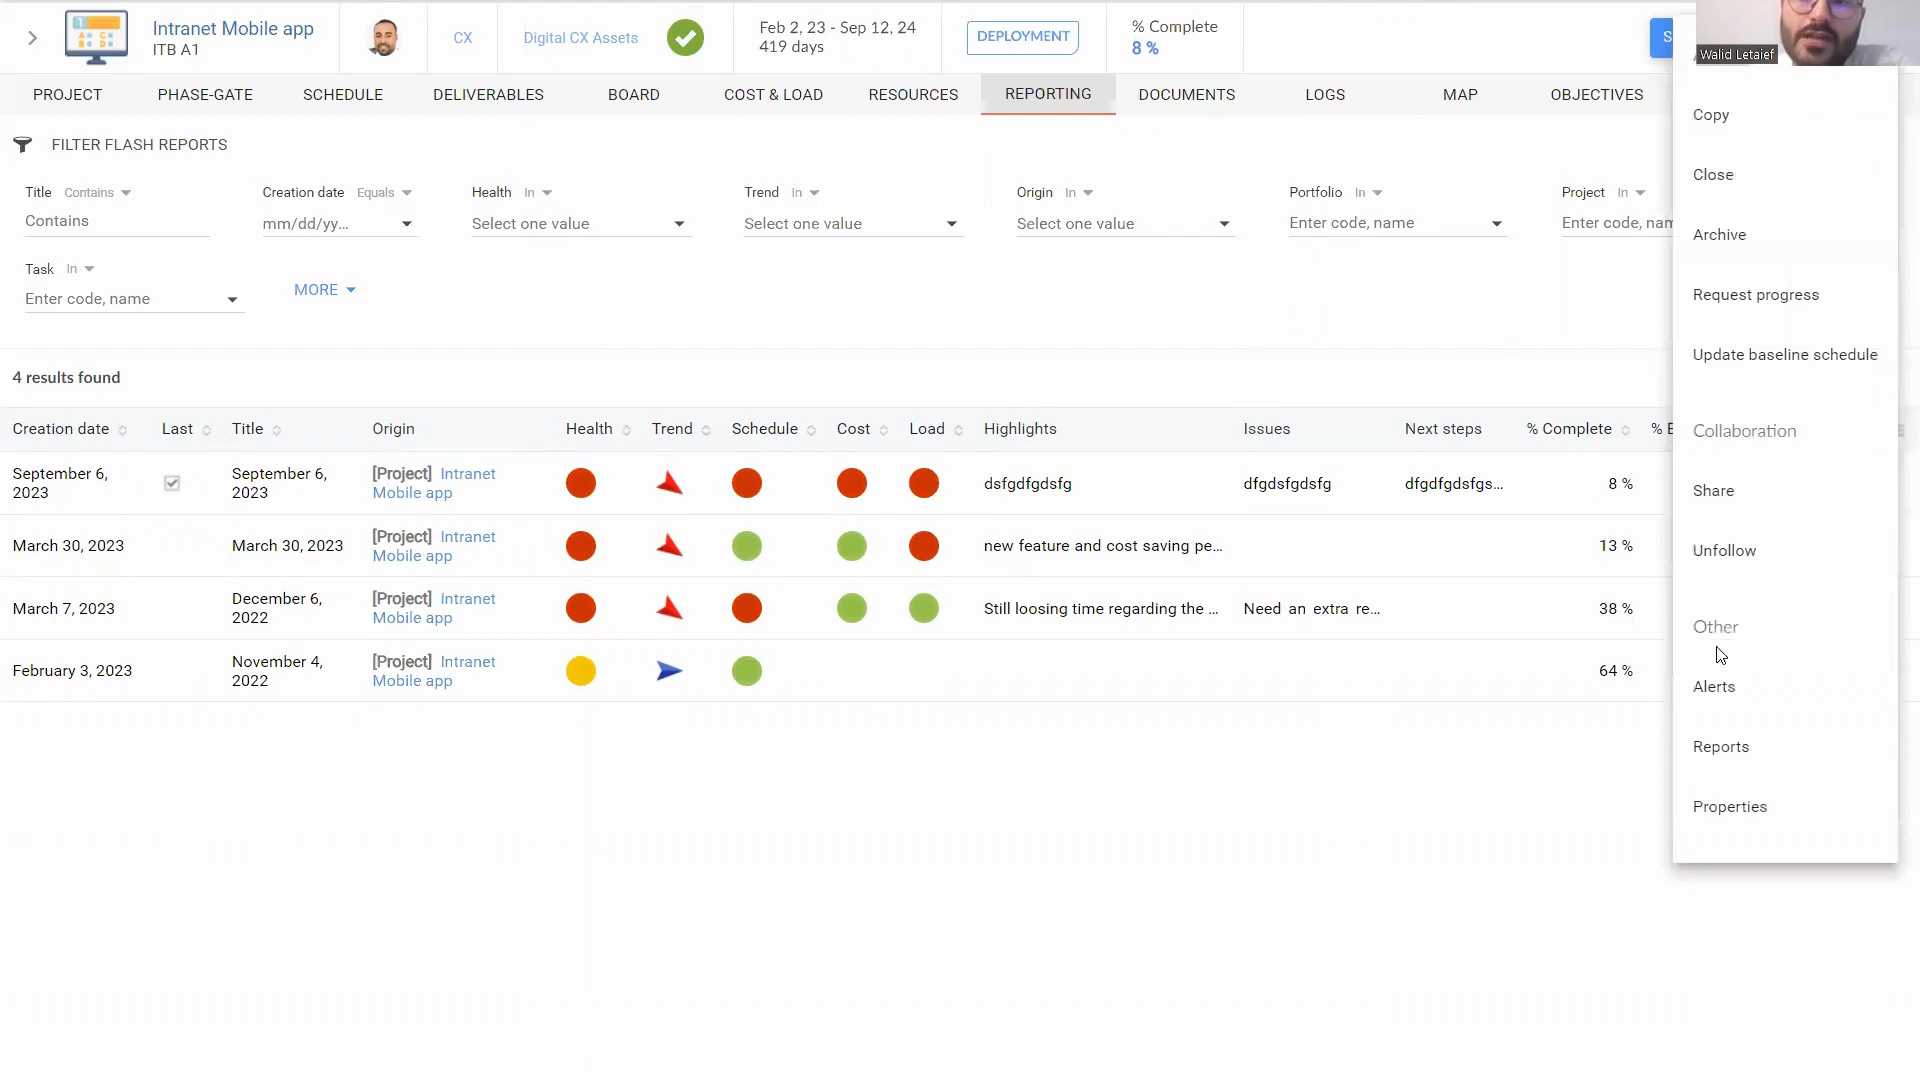 Intranet Mobile app
ITB A1
CX
Digital CX Assets
Feb 2, 23 - Sep 12, 24
419 days
DEPLOYMENT
% Complete
8 %
S
Walid Letaief
PROJECT PHASE-GATE SCHEDULE DELIVERABLES BOARD COST & LOAD RESOURCES REPORTING DOCUMENTS LOGS MAP OBJECTIVES
FILTER FLASH REPORTS
Title Contains Creation date Equals Health In Trend In Origin In Portfolio In Project In
Contains mm/dd/yy... Select one value Select one value Select one value Enter code, name Enter code, nam
Task In
Enter code, name
MORE
4 results found
Creation date Last Title Origin Health Trend Schedule Cost Load Highlights Issues Next steps % Complete % E
September 6, 2023 September 6, 2023 [Project] Intranet Mobile app dsfgdfgdsfg dfgdsfgdsfg dfgdfgdsfgs... 8 %
March 30, 2023 March 30, 2023 [Project] Intranet Mobile app new feature and cost saving pe... 13 %
March 7, 2023 December 6, 2022 [Project] Intranet Mobile app Still loosing time regarding the ... Need an extra re... 38 %
February 3, 2023 November 4, 2022 [Project] Intranet Mobile app 64 %
Copy
Close
Archive
Request progress
Update baseline schedule
Collaboration
Share
Unfollow
Other
Alerts
Reports
Properties